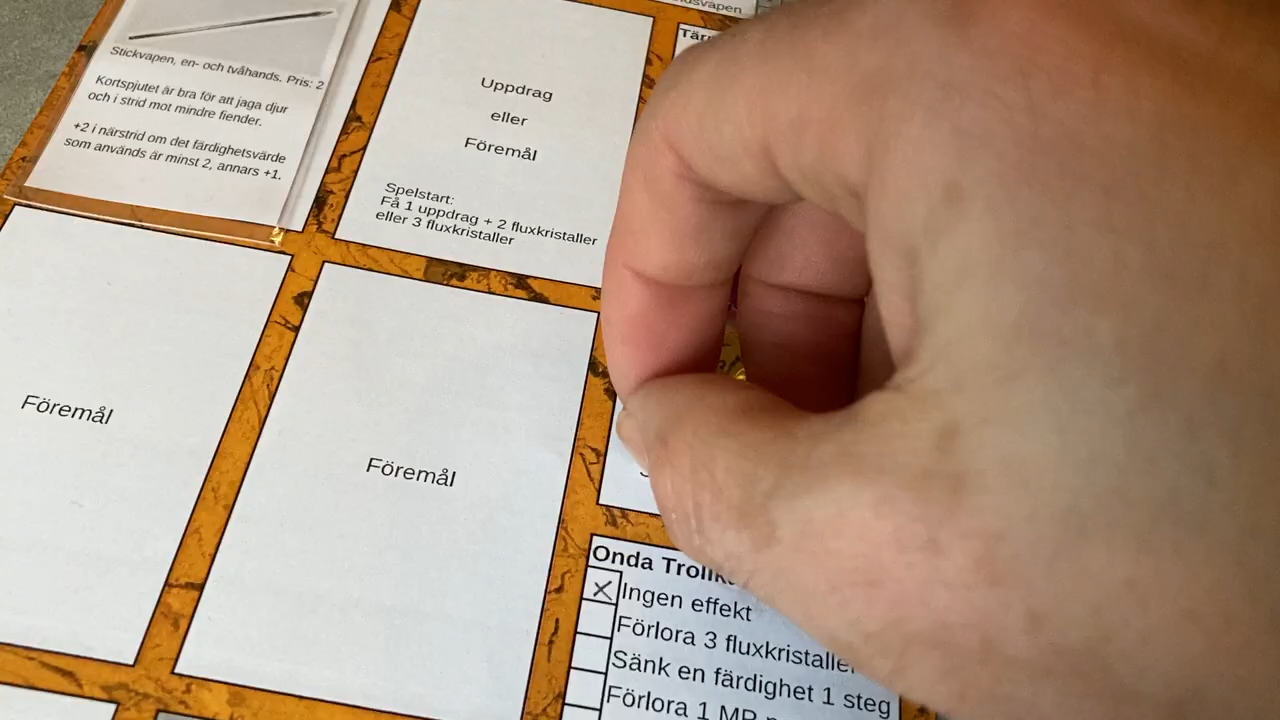 Stickvapen, en- och tvåhands. Pris: 2
Kortspjutet är bra för att jaga djur
och i strid mot mindre fiender.
+2 i närstrid om det färdighetsvärde
som används är minst 2, annars +1.
Uppdrag
eller
Föremål
Spelstart:
Få 1 uppdrag + 2 fluxkristaller
eller 3 fluxkristaller
Föremål
Föremål
Onda
Ingen effekt
Förlora 3 fluxkristaller
Sänk en färdighet 1 steg
Förlora 1 MP